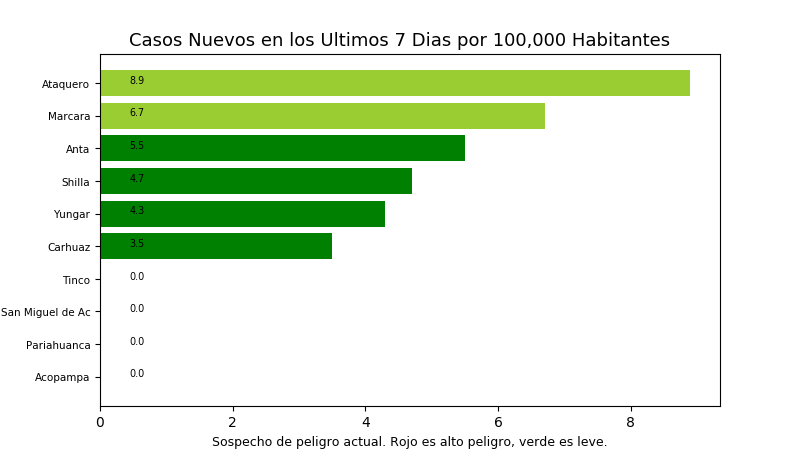 Casos Nuevos en los Ultimos 7 Dias por 100,000 Habitantes
Ataquero 8.9
Marcara 6.7
Anta 5.5
Shilla 4.7
Yungar 4.3
Carhuaz 3.5
Tinco 0.0
San Miguel de Ac 0.0
Pariahuanca 0.0
Acopampa 0.0
0 2 4 6 8
Sospecho de peligro actual. Rojo es alto peligro, verde es leve.